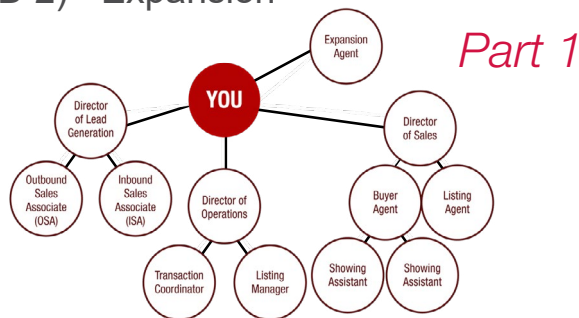 Expansion
Part 1
Expansion
Agent
YOU
Director
of Lead
Generation
Director
of Sales
Outbound
Sales
Associate
(OSA)
Inbound
Sales
Associate
(ISA)
Director of
Operations
Buyer
Agent
Listing
Agent
Transaction
Coordinator
Listing
Manager
Showing
Assistant
Showing
Assistant